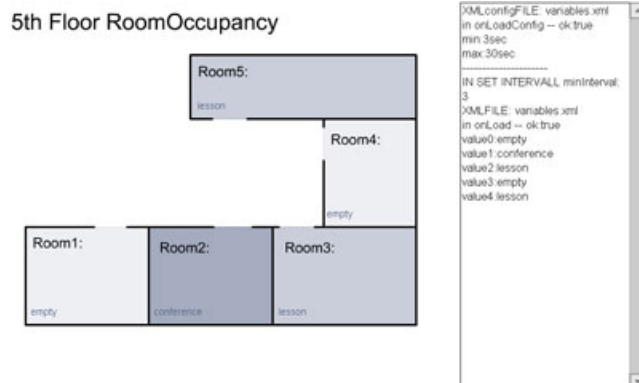 5th Floor RoomOccupancy
Room5:
lesson
Room4:
empty
Room1:
empty
Room2:
conference
Room3:
lesson
XMLconfigFILE: variables.xml
in onLoadConfig -- ok:true
min:3sec
max:30sec
----------------------
IN SET INTERVALL minInterval:
3
XMLFILE: variables.xml
in onLoad -- ok:true
value0:empty
value1:conference
value2:lesson
value3:empty
value4:lesson